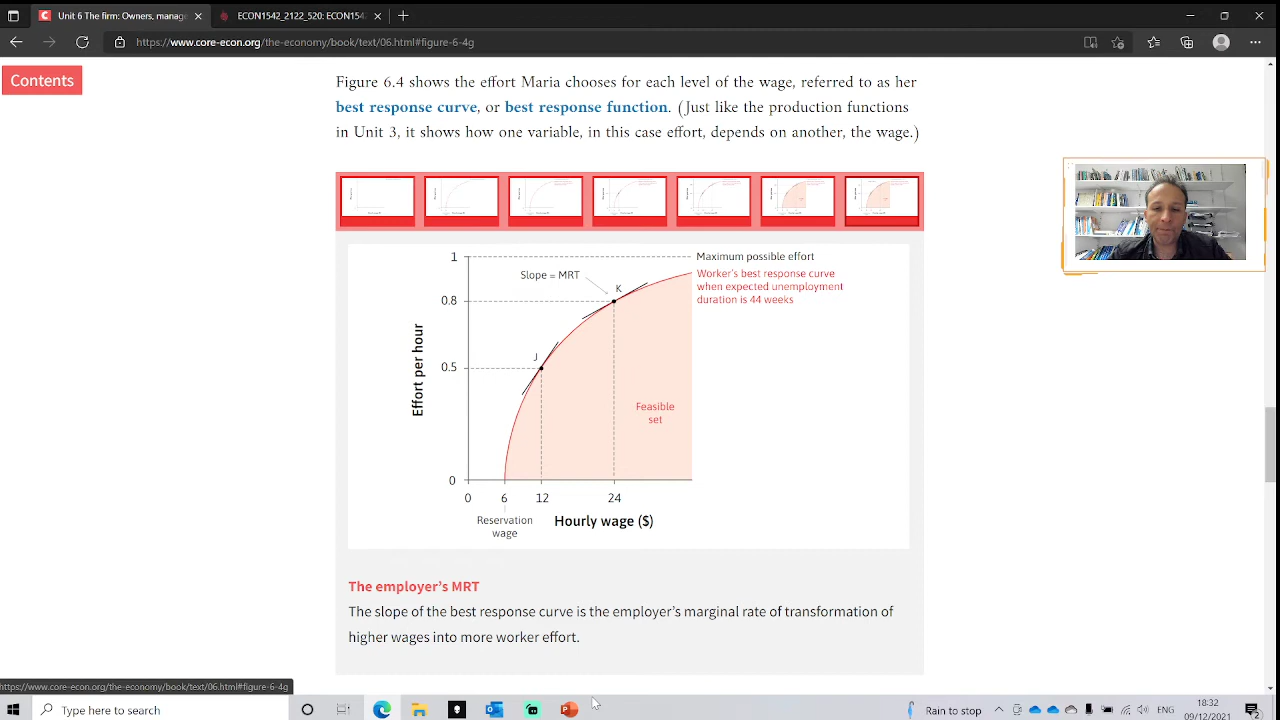 Unit 6 The firm: Owners, manage
ECON1542_2122_520: ECON154
https://www.core-econ.org/the-economy/book/text/06.html#figure-6-4g
Contents
Figure 6.4 shows the effort Maria chooses for each level of the wage, referred to as her
best response curve, or best response function. (Just like the production functions
in Unit 3, it shows how one variable, in this case effort, depends on another, the wage.)
1
Maximum possible effort
Slope = MRT
K
Worker's best response curve
when expected unemployment
duration is 44 weeks
0.8
J
0.5
Effort per hour
Feasible
set
0
0 6 12 24
Reservation
wage
Hourly wage ($)
The employer's MRT
The slope of the best response curve is the employer's marginal rate of transformation of
higher wages into more worker effort.
https://www.core-econ.org/the-economy/book/text/06.html#figure-6-4g
Type here to search
Rain to stop
ENG
18:32
09/12/2021
2